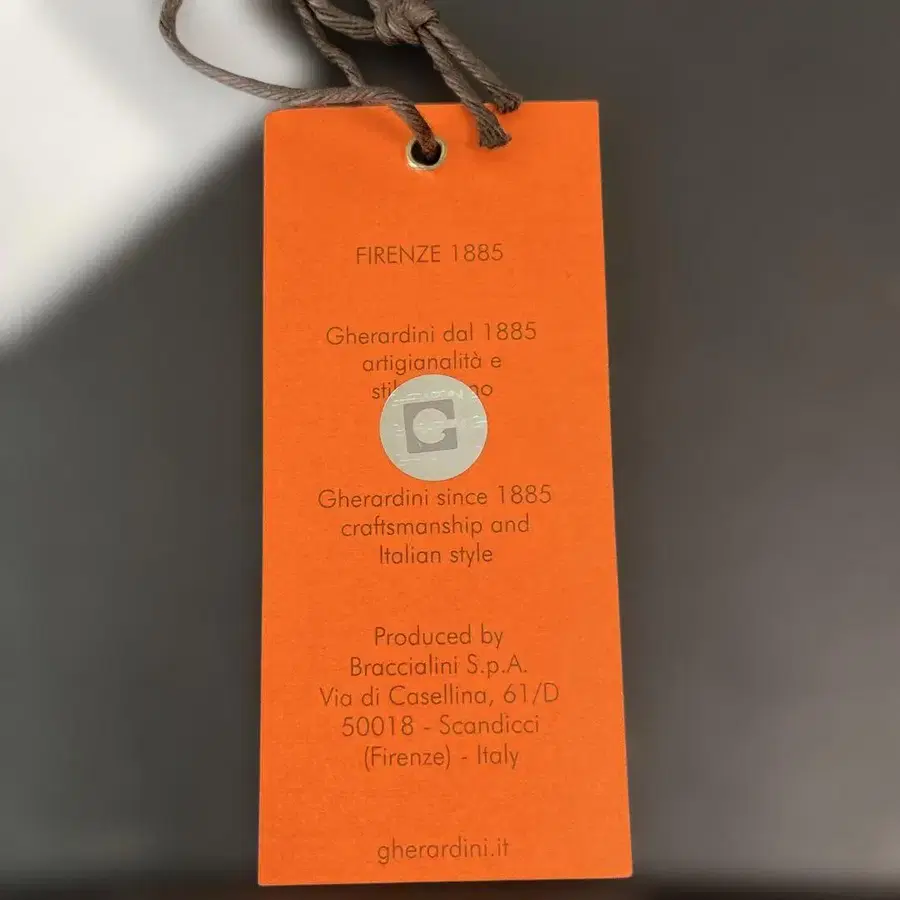 FIRENZE 1885
Gherardini dal 1885
artigianalità e
Gherardini since 1885
craftsmanship and
Italian style
Produced by
Braccialini S.p.A.
Via di Casellina, 61/D
50018 - Scandicci
(Firenze) - Italy
gherardini.it